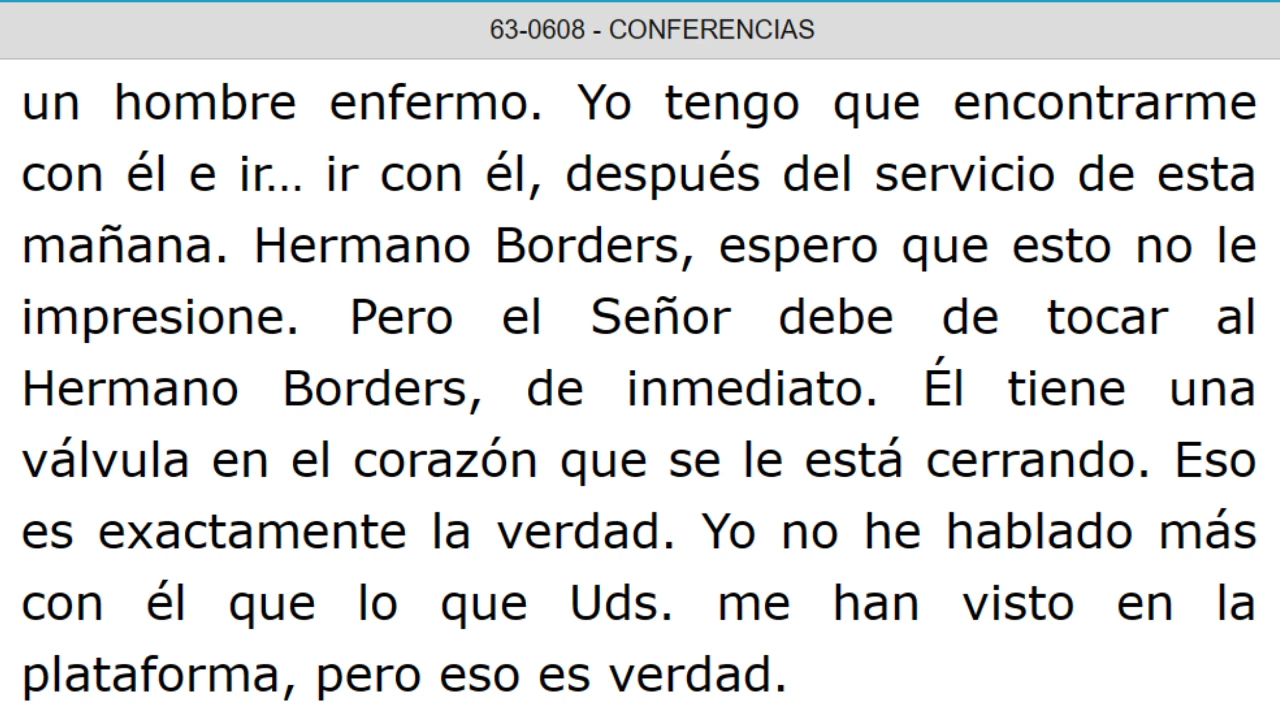 63-0608 - CONFERENCIAS
un hombre enfermo. Yo tengo que encontrarme
con él e ir... ir con él, después del servicio de esta
mañana. Hermano Borders, espero que esto no le
impresione. Pero el Señor debe de tocar al
Hermano Borders, de inmediato. Él tiene una
válvula en el corazón que se le está cerrando. Eso
es exactamente la verdad. Yo no he hablado más
con él que lo que Uds. me han visto en la
plataforma, pero eso es verdad.